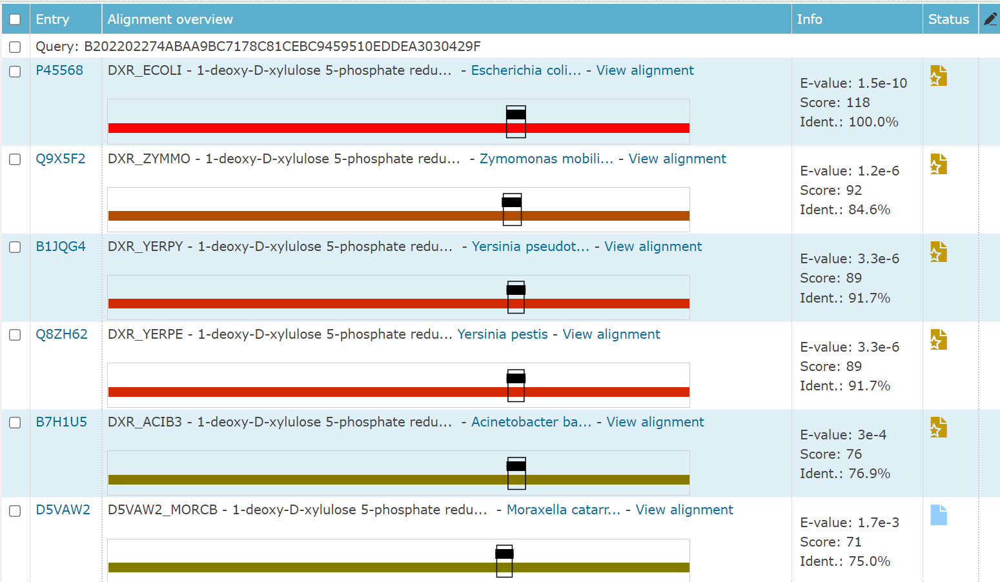 Entry Alignment overview Info Status
Query: B202202274ABAA9BC7178C81CEBC9459510EDDEA3030429F
P45568 DXR_ECOLI - 1-deoxy-D-xylulose 5-phosphate redu... - Escherichia coli... - View alignment
E-value: 1.5e-10
Score: 118
Ident.: 100.0%
Q9X5F2 DXR_ZYMMO - 1-deoxy-D-xylulose 5-phosphate redu... - Zymomonas mobili... - View alignment
E-value: 1.2e-6
Score: 92
Ident.: 84.6%
B1JQG4 DXR_YERPY - 1-deoxy-D-xylulose 5-phosphate redu... - Yersinia pseudot... - View alignment
E-value: 3.3e-6
Score: 89
Ident.: 91.7%
Q8ZH62 DXR_YERPE - 1-deoxy-D-xylulose 5-phosphate redu... Yersinia pestis - View alignment
E-value: 3.3e-6
Score: 89
Ident.: 91.7%
B7H1U5 DXR_ACIB3 - 1-deoxy-D-xylulose 5-phosphate redu... - Acinetobacter ba... - View alignment
E-value: 3e-4
Score: 76
Ident.: 76.9%
D5VAW2 D5VAW2_MORCB - 1-deoxy-D-xylulose 5-phosphate redu... - Moraxella catarr... - View alignment
E-value: 1.7e-3
Score: 71
Ident.: 75.0%